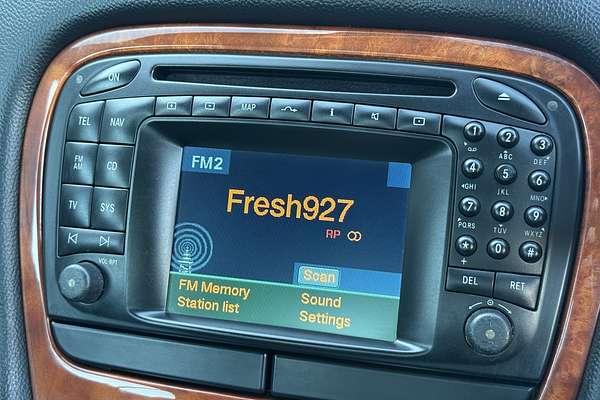 ON
MAP i
TEL NAV
FM AM CD
TV SYS
VOL·RPT
FM2
Fresh927
RP
Scan
FM Memory Sound
Station list Settings
1 2 3
ABC DEF
4 5 6
GHI JKL MNO
7 8 9
PQRS TUV WXYZ
* 0 #
+
DEL RET